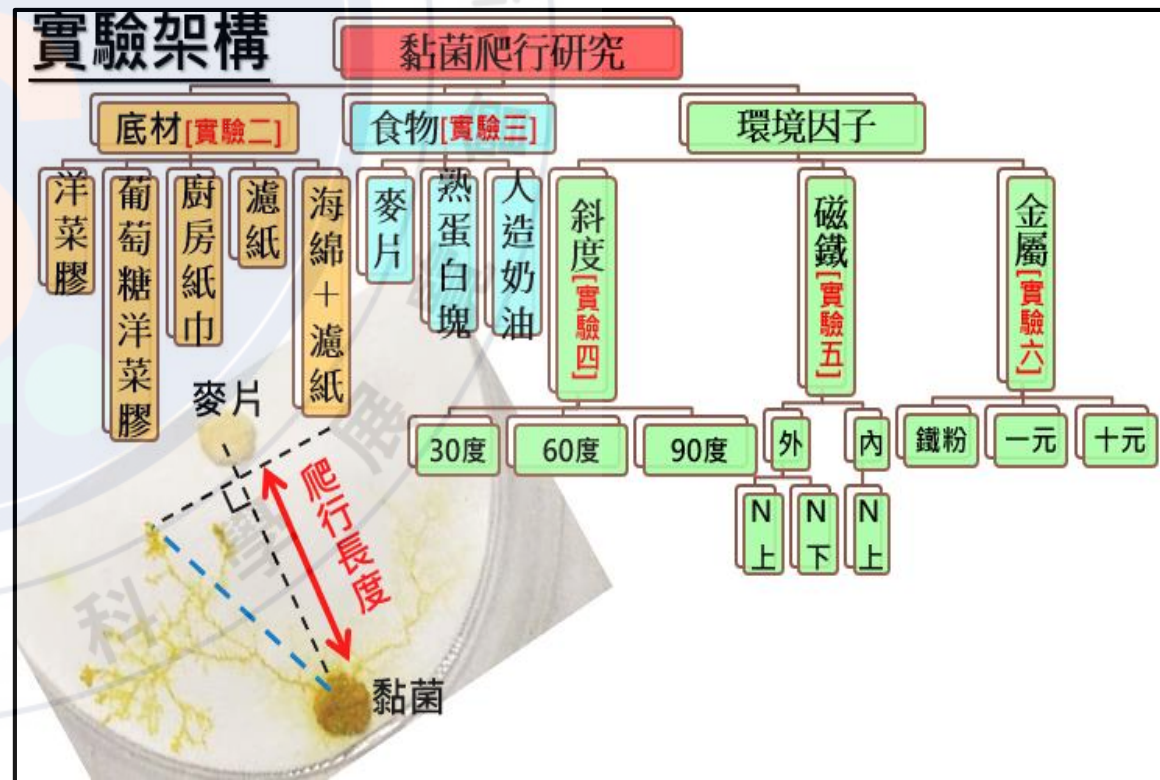 實驗架構
黏菌爬行研究
底材[實驗二]
食物[實驗三]
環境因子
洋菜膠
葡萄糖洋菜膠
廚房紙巾
濾紙
海綿＋濾紙
麥片
熟蛋白塊
人造奶油
斜度[實驗四]
磁鐵[實驗五]
金屬[實驗六]
30度
60度
90度
外
內
鐵粉
一元
十元
N上
N下
N上
麥片
爬行長度
黏菌
科學展